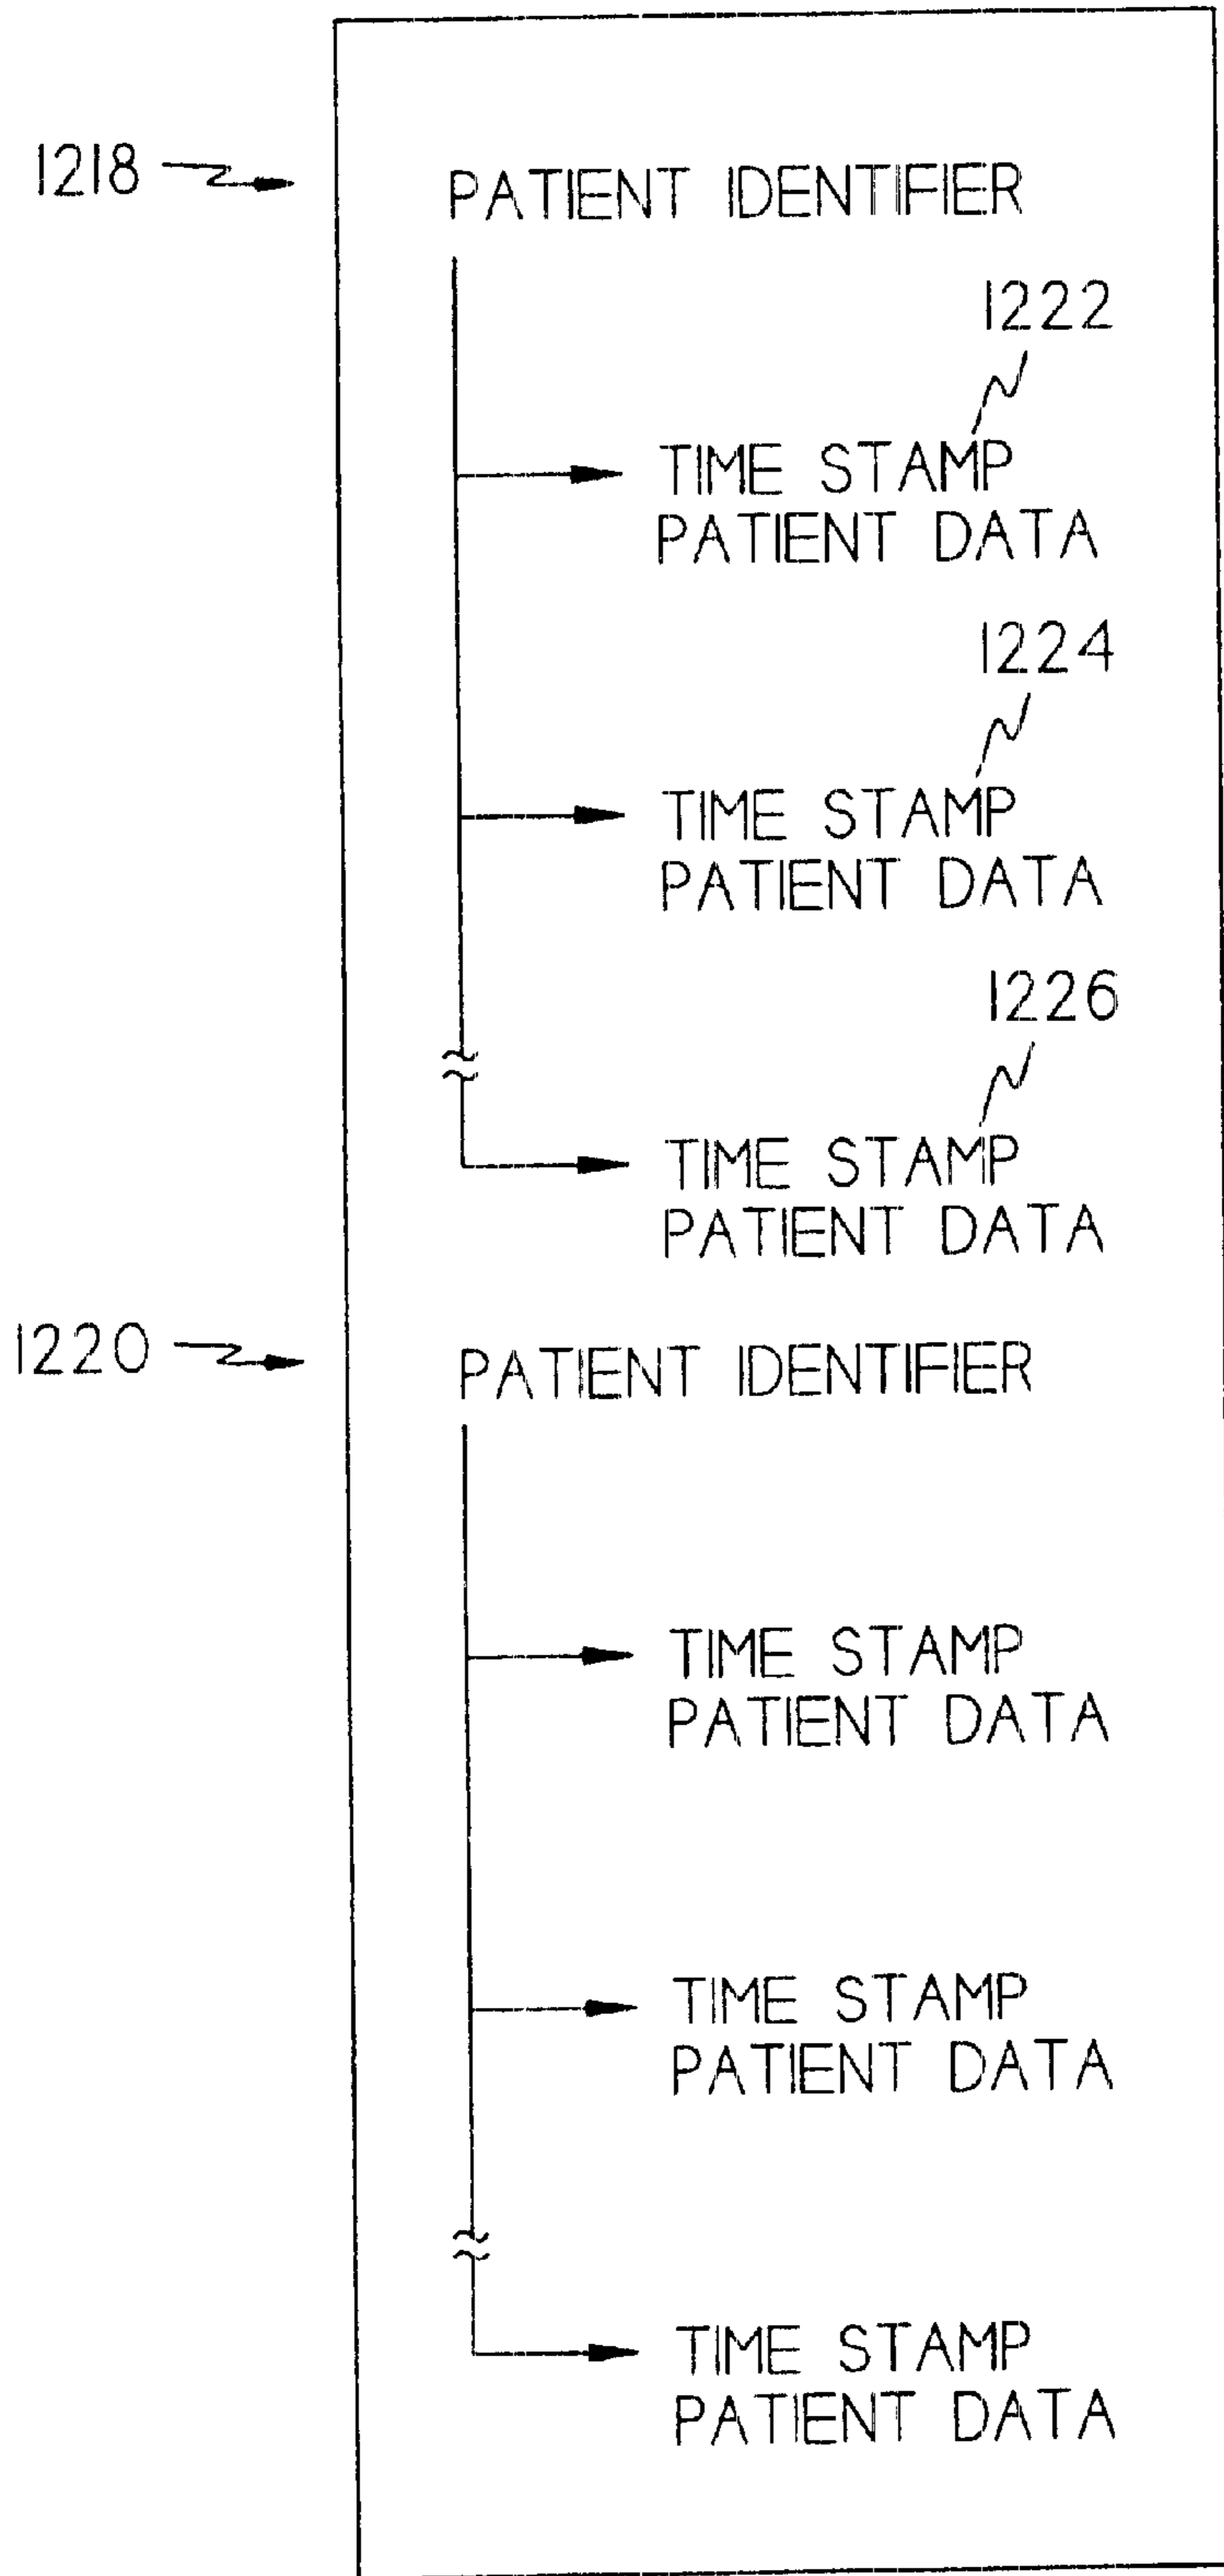 1218
PATIENT IDENTIFIER
1222
TIME STAMP
PATIENT DATA
1224
TIME STAMP
PATIENT DATA
1226
TIME STAMP
PATIENT DATA
1220
PATIENT IDENTIFIER
TIME STAMP
PATIENT DATA
TIME STAMP
PATIENT DATA
TIME STAMP
PATIENT DATA